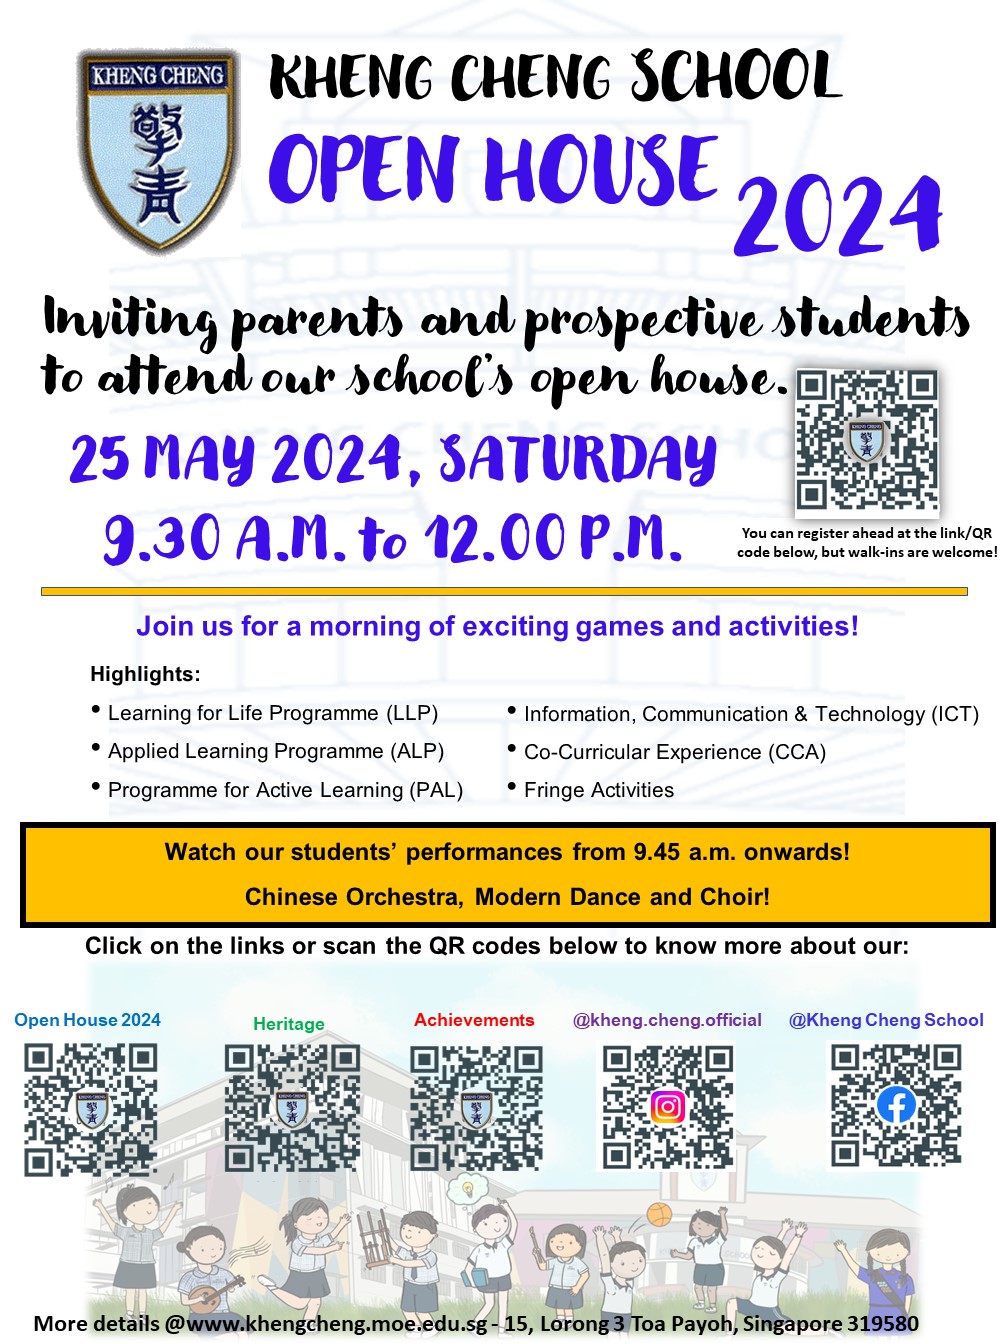 KHENG CHENG
擎青
KHENG CHENG SCHOOL
OPEN HOUSE 2024
Inviting parents and prospective students
to attend our school's open house.
25 MAY 2024, SATURDAY
9.30 A.M. to 12.00 P.M.
You can register ahead at the link/QR
code below, but walk-ins are welcome!
Join us for a morning of exciting games and activities!
Highlights:
• Learning for Life Programme (LLP)
• Applied Learning Programme (ALP)
• Programme for Active Learning (PAL)
• Information, Communication & Technology (ICT)
• Co-Curricular Experience (CCA)
• Fringe Activities
Watch our students' performances from 9.45 a.m. onwards!
Chinese Orchestra, Modern Dance and Choir!
Click on the links or scan the QR codes below to know more about our:
Open House 2024
Heritage
Achievements
@kheng.cheng.official
@Kheng Cheng School
More details @www.khengcheng.moe.edu.sg - 15, Lorong 3 Toa Payoh, Singapore 319580